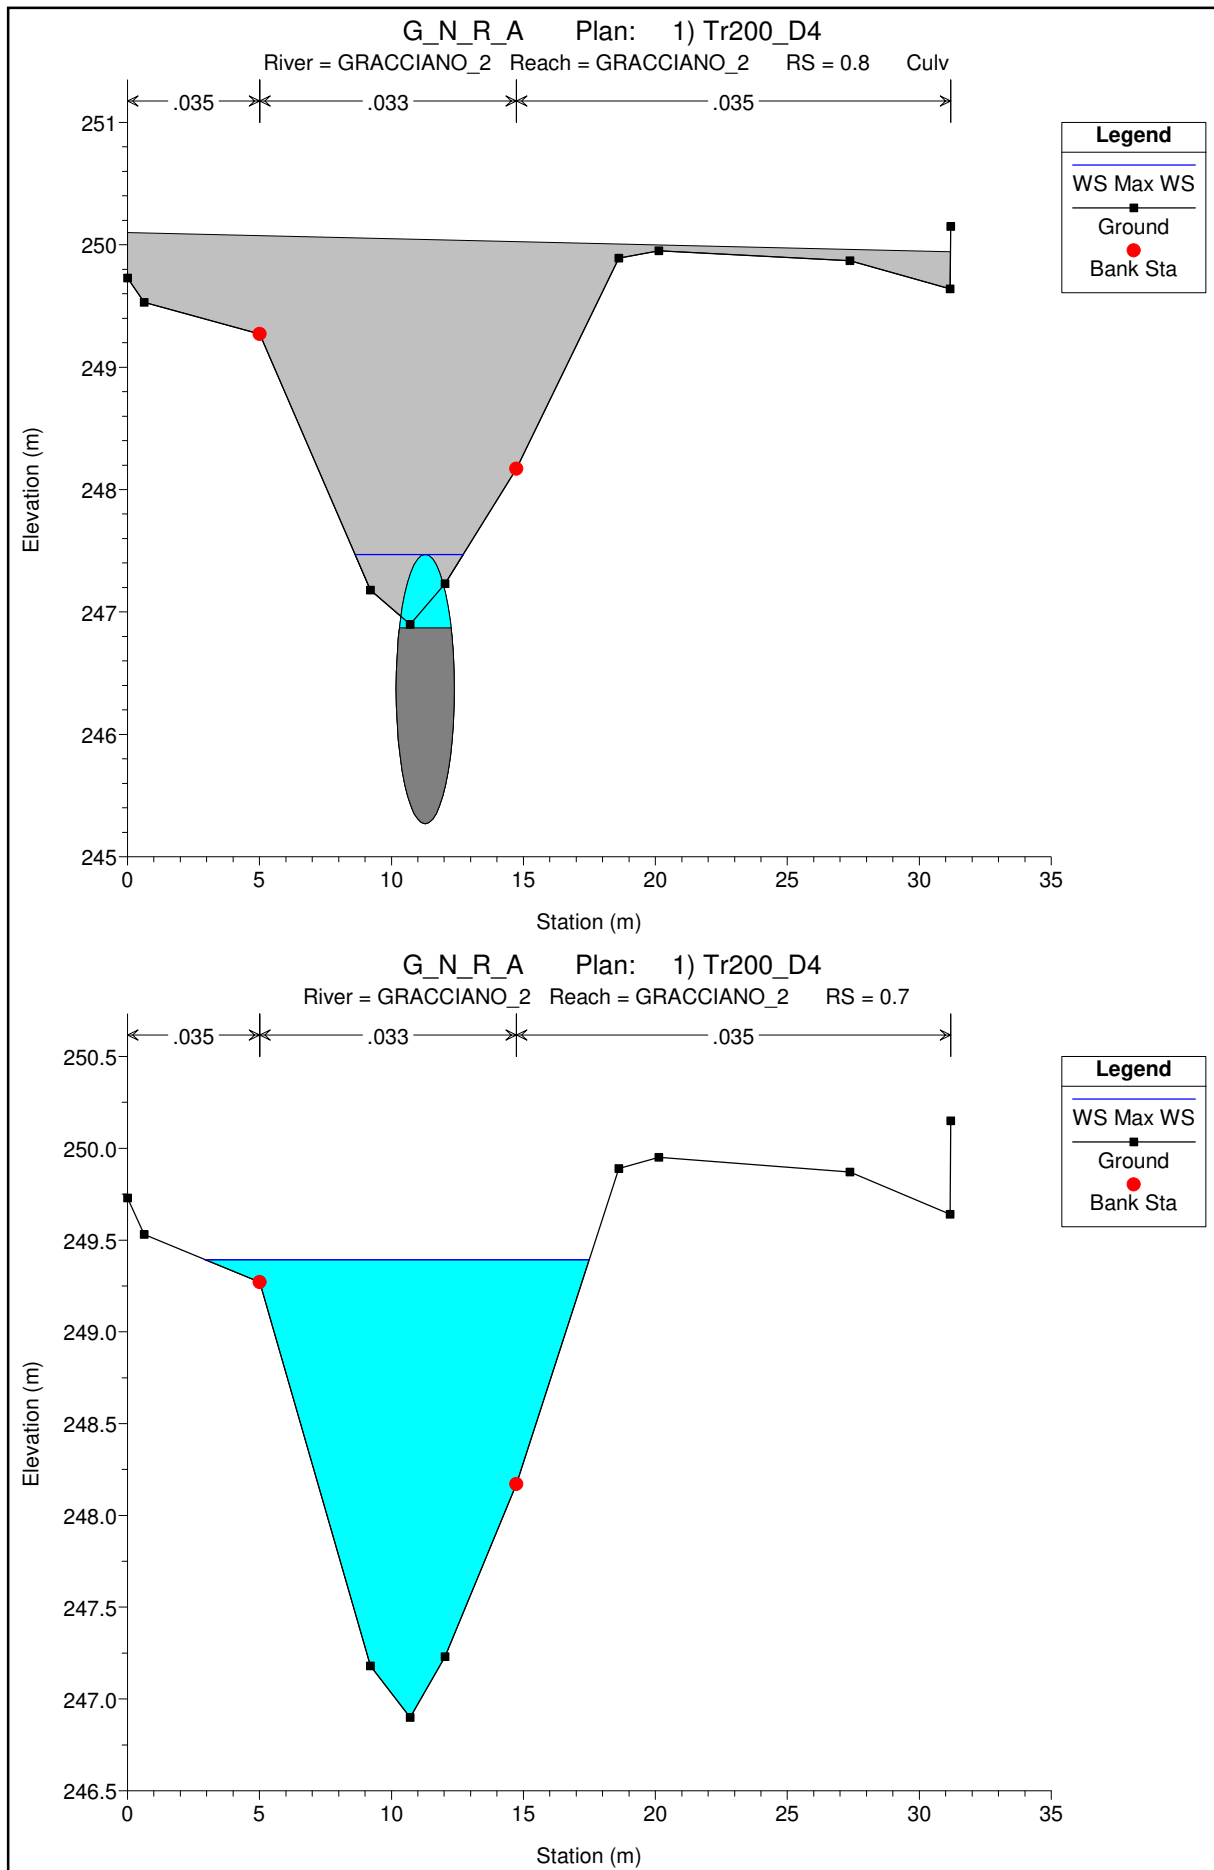 G_N_R_A Plan: 1) Tr200_D4
River = GRACCIANO_2 Reach = GRACCIANO_2 RS = 0.8 Culv
.035 .033 .035
251
250
249
248
247
246
245
Elevation (m)
0 5 10 15 20 25 30 35
Station (m)
Legend
WS Max WS
Ground
Bank Sta
G_N_R_A Plan: 1) Tr200_D4
River = GRACCIANO_2 Reach = GRACCIANO_2 RS = 0.7
.035 .033 .035
250.5
250.0
249.5
249.0
248.5
248.0
247.5
247.0
246.5
Elevation (m)
0 5 10 15 20 25 30 35
Station (m)
Legend
WS Max WS
Ground
Bank Sta